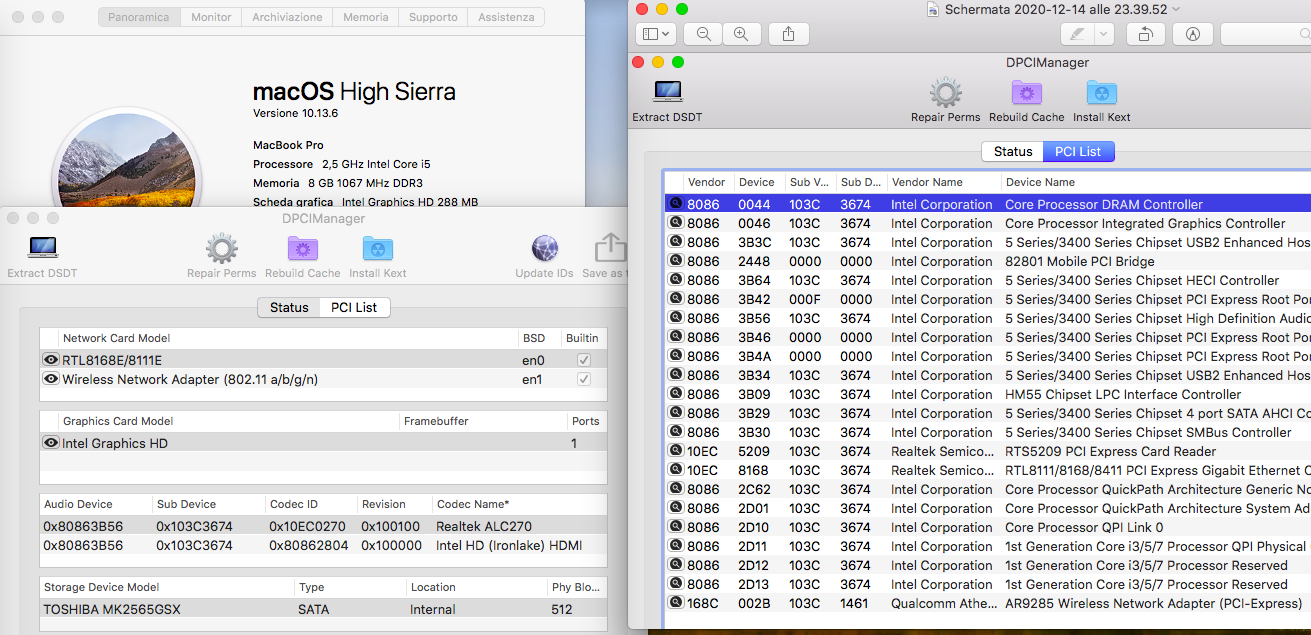 Panoramica Monitor Archiviazione Memoria Supporto Assistenza
macOS High Sierra
Versione 10.13.6
MacBook Pro
Processore 2,5 GHz Intel Core i5
Memoria 8 GB 1067 MHz DDR3
Scheda grafica Intel Graphics HD 288 MB
DPCIManager
Extract DSDT Repair Perms Rebuild Cache Install Kext Update IDs Save as
Status PCI List
Network Card Model BSD Builtin
RTL8168E/8111E en0
Wireless Network Adapter (802.11 a/b/g/n) en1
Graphics Card Model Framebuffer Ports
Intel Graphics HD 1
Audio Device Sub Device Codec ID Revision Codec Name*
0x80863B56 0x103C3674 0x10EC0270 0x100100 Realtek ALC270
0x80863B56 0x103C3674 0x80862804 0x100000 Intel HD (Ironlake) HDMI
Storage Device Model Type Location Phy Blo...
TOSHIBA MK2565GSX SATA Internal 512
Schermata 2020-12-14 alle 23.39.52
DPCIManager
Extract DSDT Repair Perms Rebuild Cache Install Kext
Status PCI List
Vendor Device Sub V... Sub D... Vendor Name Device Name
8086 0044 103C 3674 Intel Corporation Core Processor DRAM Controller
8086 0046 103C 3674 Intel Corporation Core Processor Integrated Graphics Controller
8086 3B3C 103C 3674 Intel Corporation 5 Series/3400 Series Chipset USB2 Enhanced Hos
8086 2448 0000 0000 Intel Corporation 82801 Mobile PCI Bridge
8086 3B64 103C 3674 Intel Corporation 5 Series/3400 Series Chipset HECI Controller
8086 3B42 000F 0000 Intel Corporation 5 Series/3400 Series Chipset PCI Express Root Por
8086 3B56 103C 3674 Intel Corporation 5 Series/3400 Series Chipset High Definition Audio
8086 3B46 0000 0000 Intel Corporation 5 Series/3400 Series Chipset PCI Express Root Por
8086 3B4A 0000 0000 Intel Corporation 5 Series/3400 Series Chipset PCI Express Root Por
8086 3B34 103C 3674 Intel Corporation 5 Series/3400 Series Chipset USB2 Enhanced Hos
8086 3B09 103C 3674 Intel Corporation HM55 Chipset LPC Interface Controller
8086 3B29 103C 3674 Intel Corporation 5 Series/3400 Series Chipset 4 port SATA AHCI Co
8086 3B30 103C 3674 Intel Corporation 5 Series/3400 Series Chipset SMBus Controller
10EC 5209 103C 3674 Realtek Semico... RTS5209 PCI Express Card Reader
10EC 8168 103C 3674 Realtek Semico... RTL8111/8168/8411 PCI Express Gigabit Ethernet C
8086 2C62 103C 3674 Intel Corporation Core Processor QuickPath Architecture Generic No
8086 2D01 103C 3674 Intel Corporation Core Processor QuickPath Architecture System Ad
8086 2D10 103C 3674 Intel Corporation Core Processor QPI Link 0
8086 2D11 103C 3674 Intel Corporation 1st Generation Core i3/5/7 Processor QPI Physical
8086 2D12 103C 3674 Intel Corporation 1st Generation Core i3/5/7 Processor Reserved
8086 2D13 103C 3674 Intel Corporation 1st Generation Core i3/5/7 Processor Reserved
168C 002B 103C 1461 Qualcomm Athe... AR9285 Wireless Network Adapter (PCI-Express)